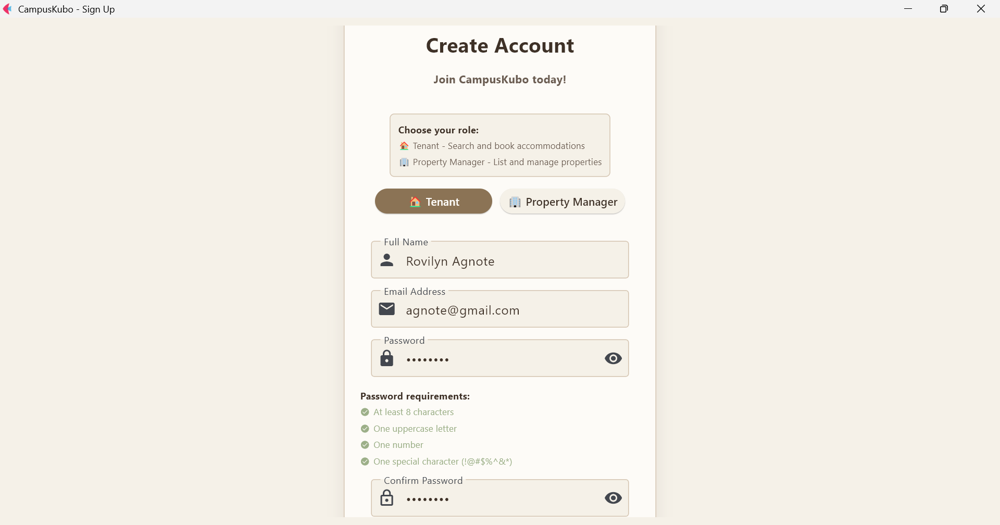 CampusKubo - Sign Up
Create Account
Join CampusKubo today!
Choose your role:
🏠 Tenant - Search and book accommodations
🏢 Property Manager - List and manage properties
🏠 Tenant
🏢 Property Manager
Full Name
Rovilyn Agnote
Email Address
agnote@gmail.com
Password
••••••••
Password requirements:
At least 8 characters
One uppercase letter
One number
One special character (!@#$%^&*)
Confirm Password
••••••••